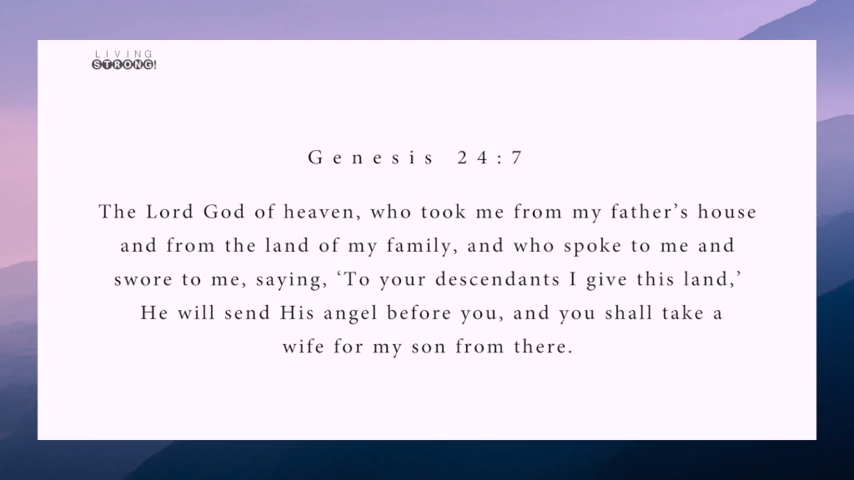 LIVING
STRONG!
Genesis 24:7
The Lord God of heaven, who took me from my father’s house
and from the land of my family, and who spoke to me and
swore to me, saying, ‘To your descendants I give this land,’
He will send His angel before you, and you shall take a
wife for my son from there.